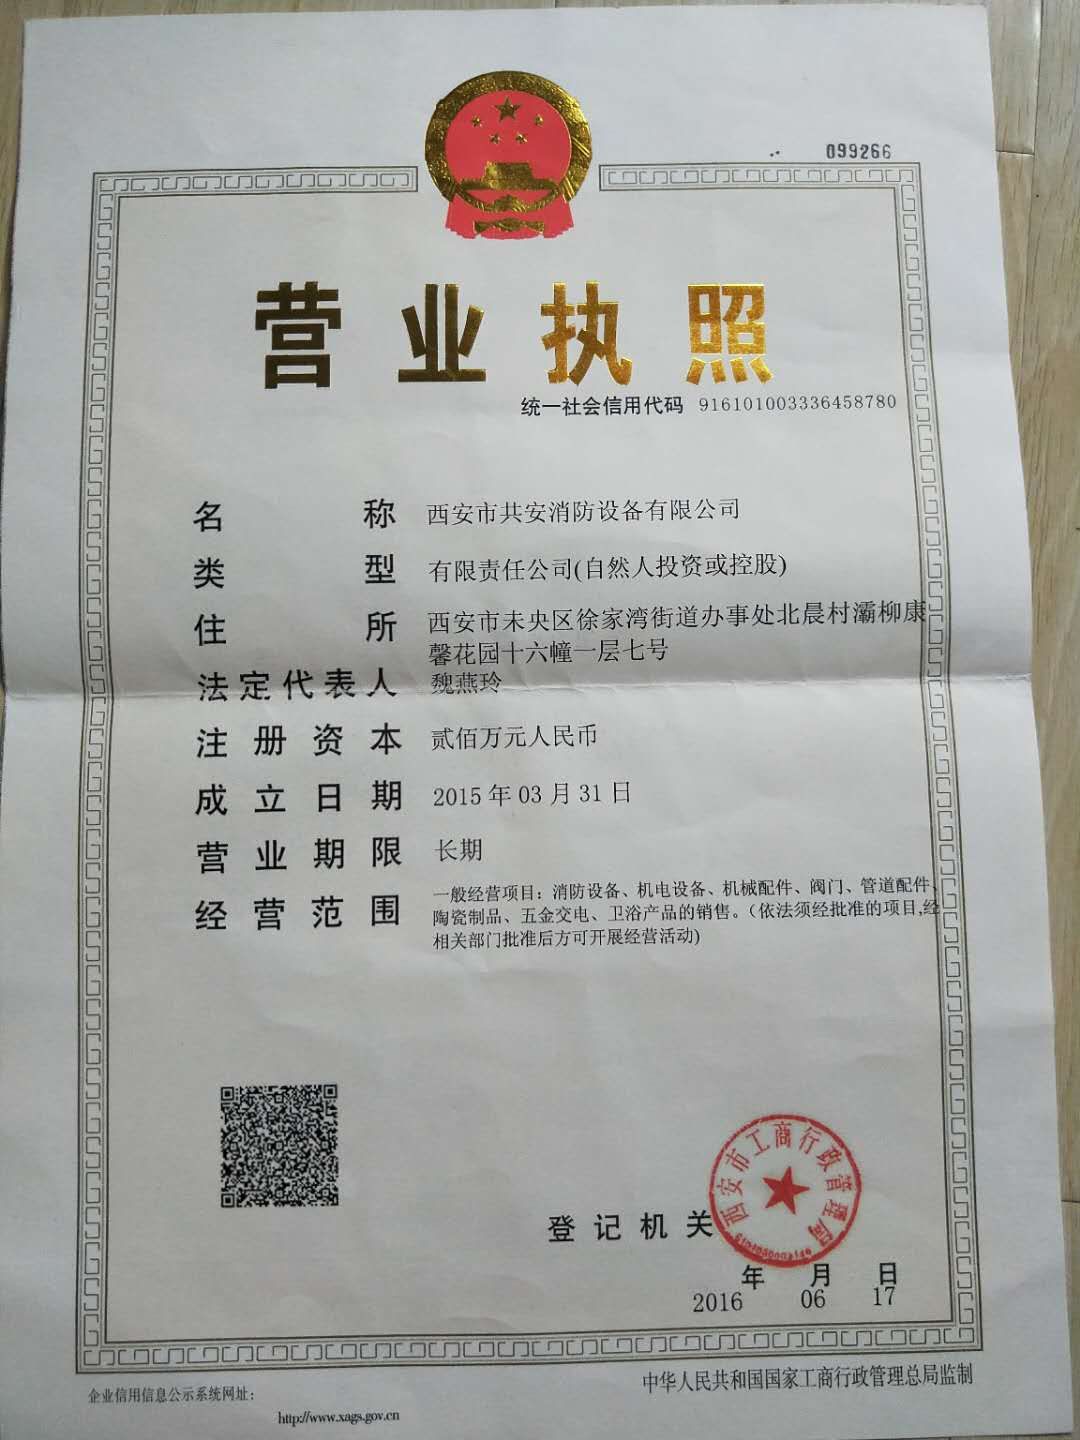 099266
营业执照
统一社会信用代码 916101003336458780
名称 西安市共安消防设备有限公司
类型 有限责任公司(自然人投资或控股)
住所 西安市未央区徐家湾街道办事处北晨村灞柳康
馨花园十六幢一层七号
法定代表人 魏燕玲
注册资本 贰佰万元人民币
成立日期 2015年03月31日
营业期限 长期
经营范围 一般经营项目：消防设备、机电设备、机械配件、阀门、管道配件、
陶瓷制品、五金交电、卫浴产品的销售。（依法须经批准的项目,经
相关部门批准后方可开展经营活动)
西安市工商行政管理局
登记机关
年 月 日
2016 06 17
企业信用信息公示系统网址：
http://www.xags.gov.cn
中华人民共和国国家工商行政管理总局监制